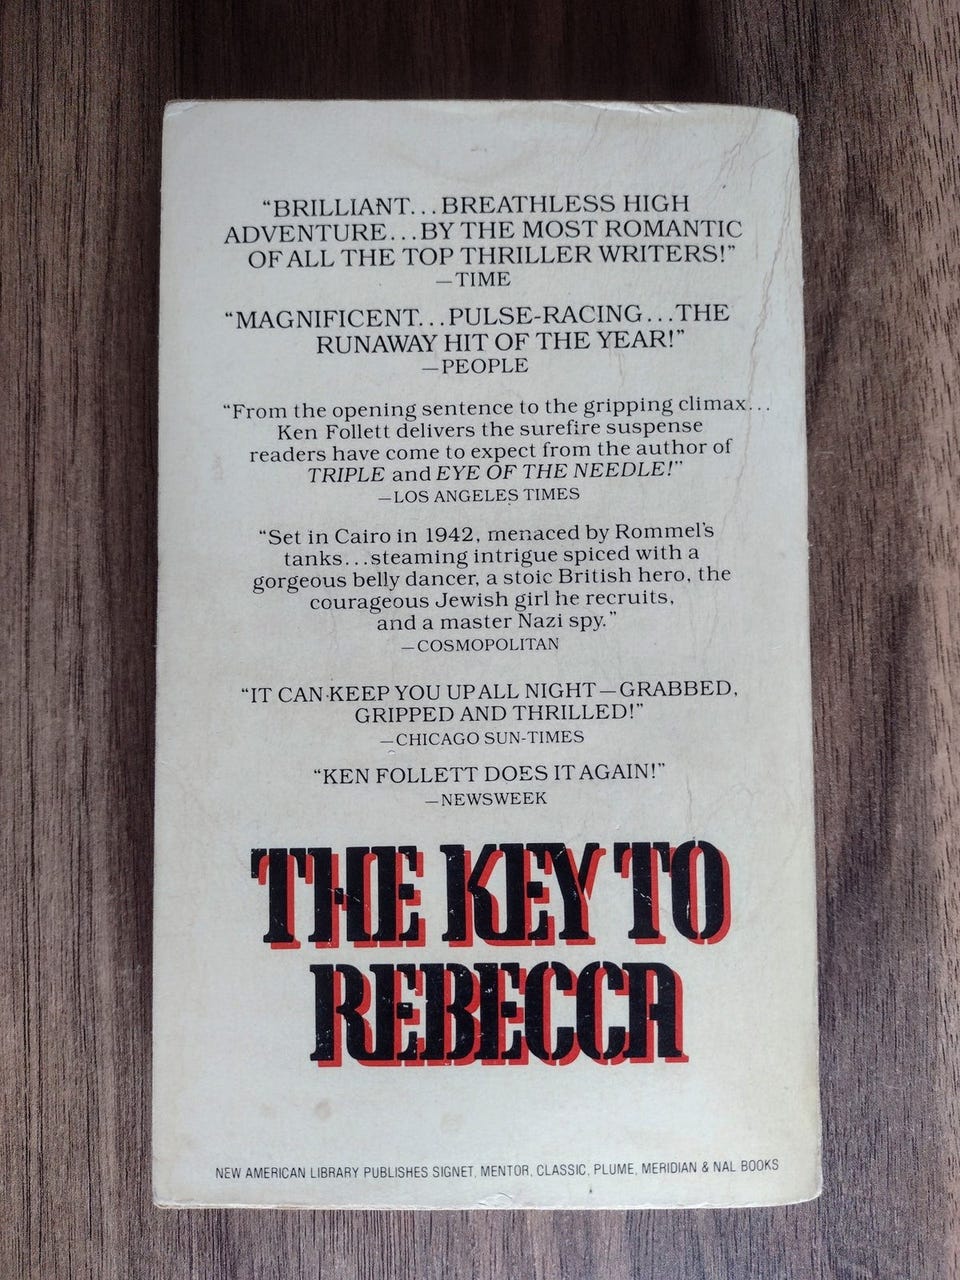 “BRILLIANT...BREATHLESS HIGH
ADVENTURE...BY THE MOST ROMANTIC
OF ALL THE TOP THRILLER WRITERS!”
—TIME
“MAGNIFICENT...PULSE-RACING...THE
RUNAWAY HIT OF THE YEAR!”
—PEOPLE
“From the opening sentence to the gripping climax...
Ken Follett delivers the surefire suspense
readers have come to expect from the author of
TRIPLE and EYE OF THE NEEDLE!”
—LOS ANGELES TIMES
“Set in Cairo in 1942, menaced by Rommel's
tanks...steaming intrigue spiced with a
gorgeous belly dancer, a stoic British hero, the
courageous Jewish girl he recruits,
and a master Nazi spy.”
—COSMOPOLITAN
“IT CAN KEEP YOU UP ALL NIGHT—GRABBED,
GRIPPED AND THRILLED!”
—CHICAGO SUN-TIMES
“KEN FOLLETT DOES IT AGAIN!”
—NEWSWEEK
THE KEY TO
REBECCA
NEW AMERICAN LIBRARY PUBLISHES SIGNET, MENTOR, CLASSIC, PLUME, MERIDIAN & NAL BOOKS